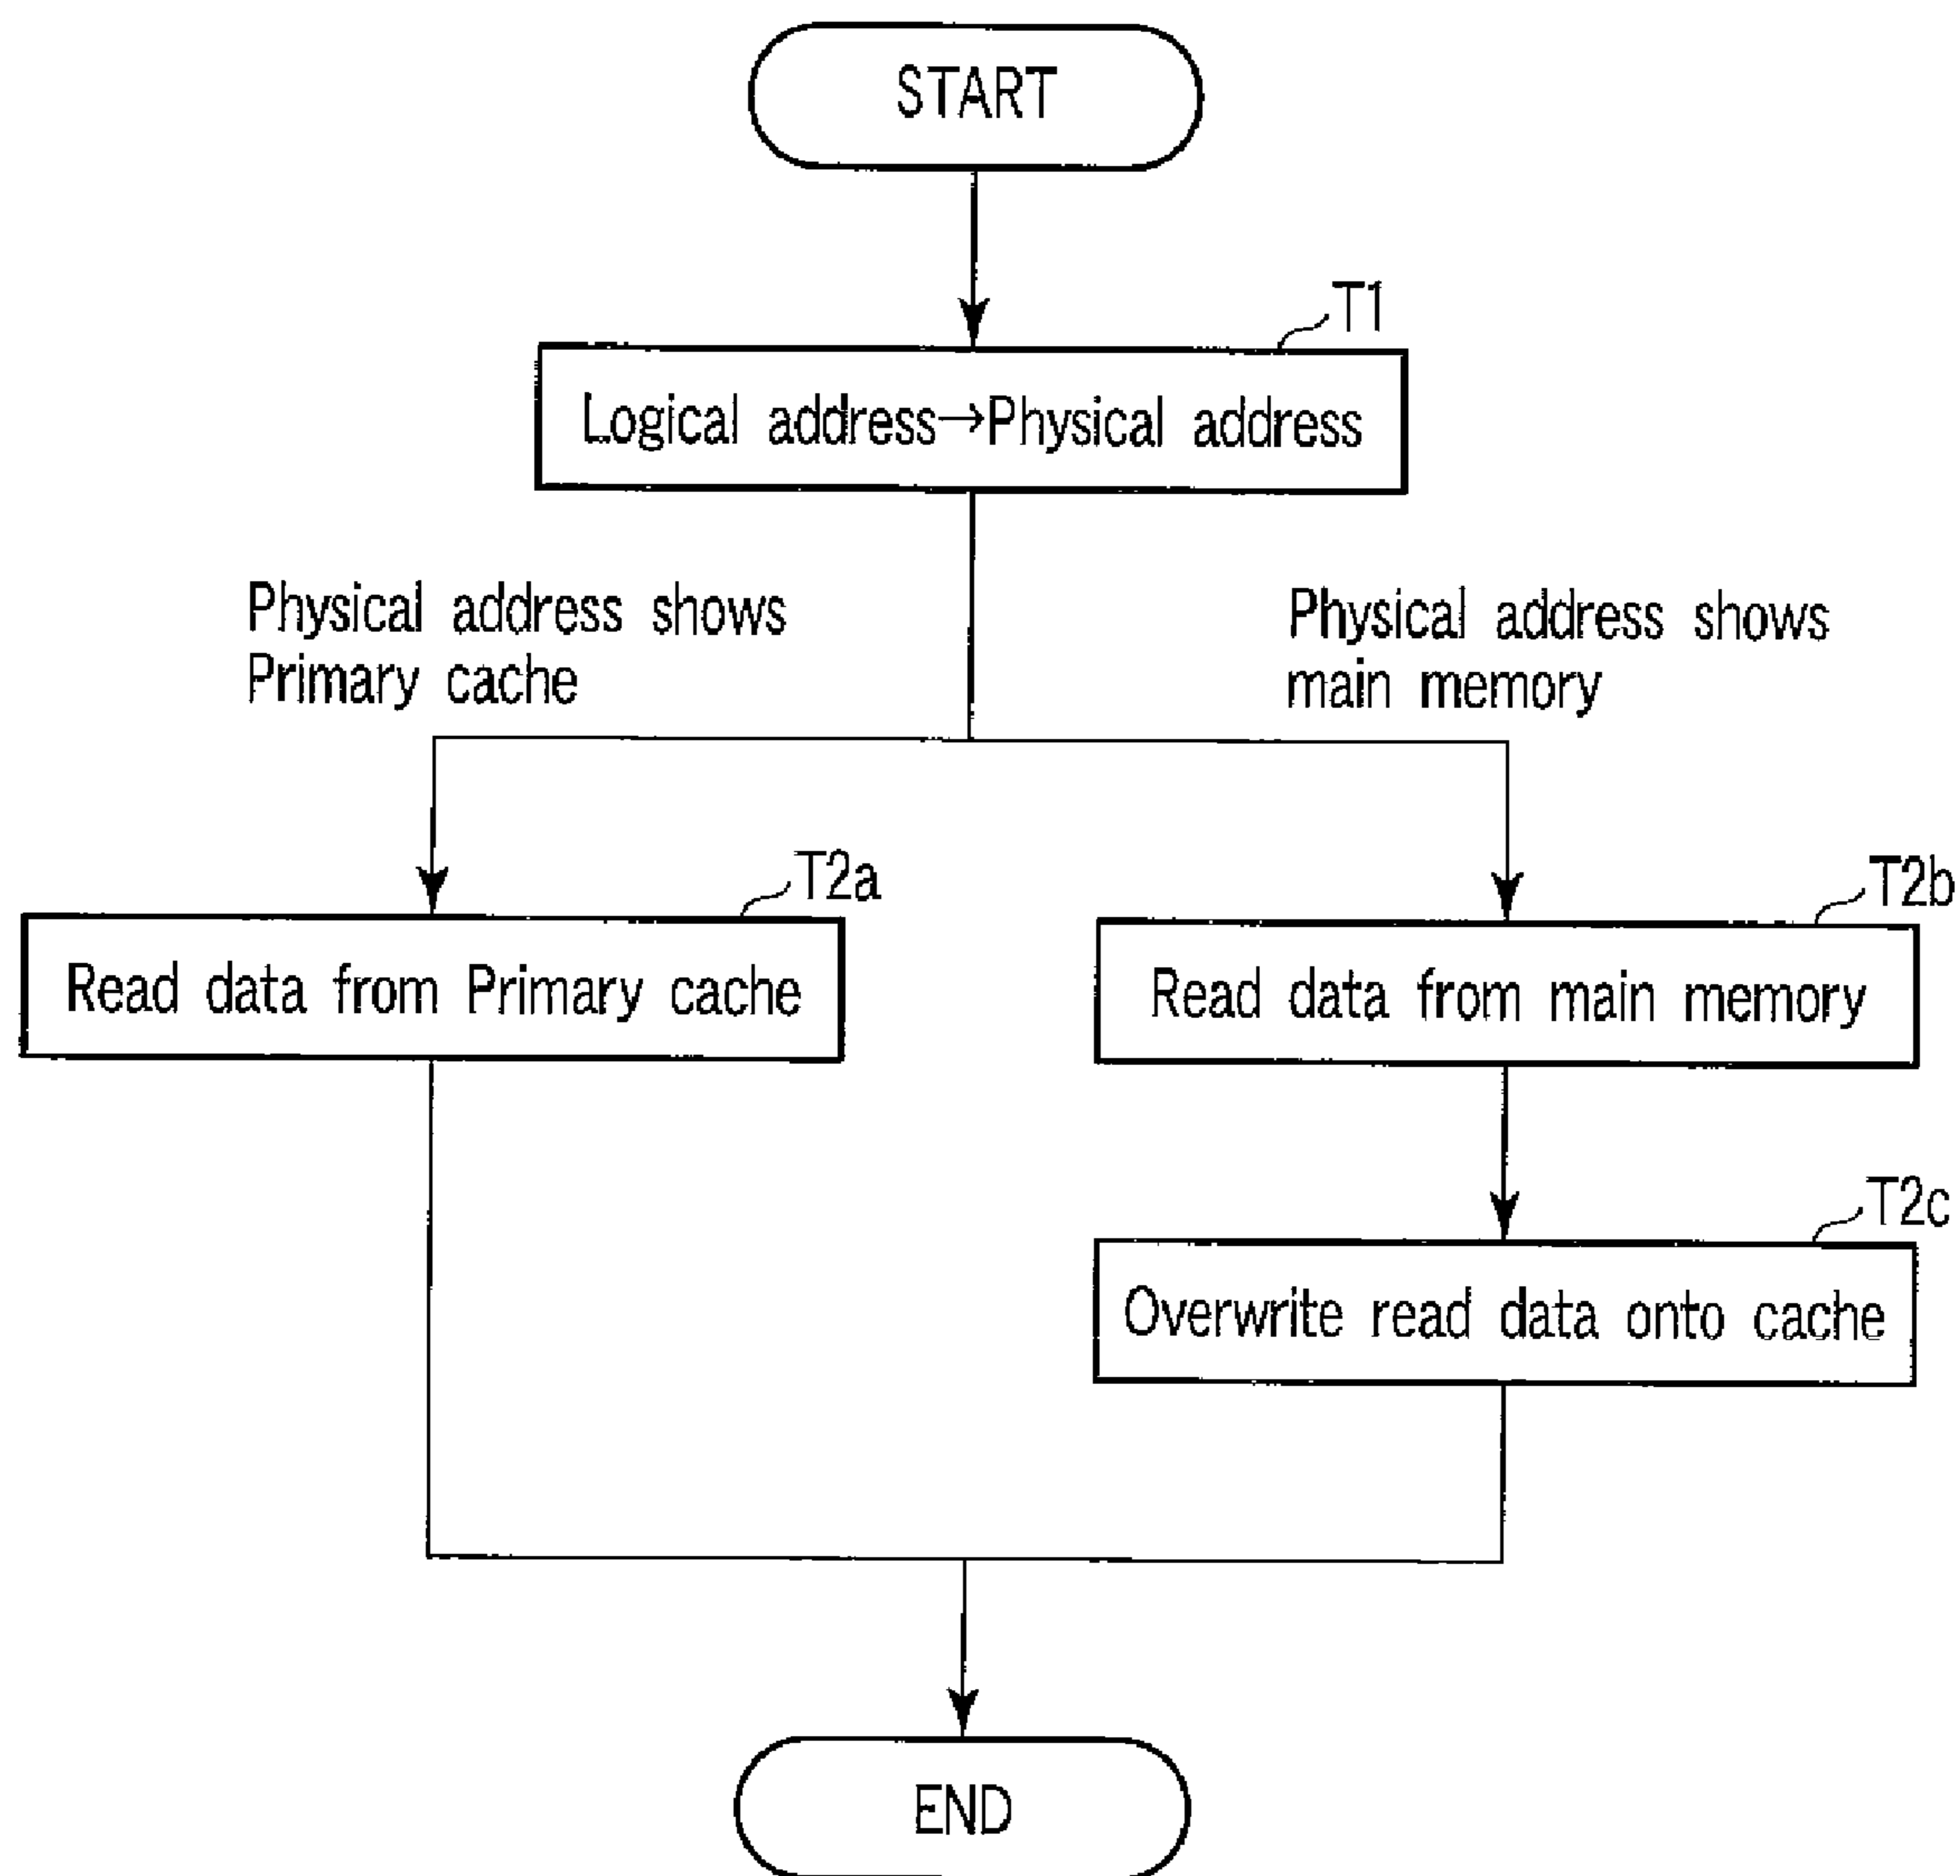 START
T1
Logical address→Physical address
Physical address shows
Primary cache
Physical address shows
main memory
T2a
Read data from Primary cache
T2b
Read data from main memory
T2c
Overwrite read data onto cache
END